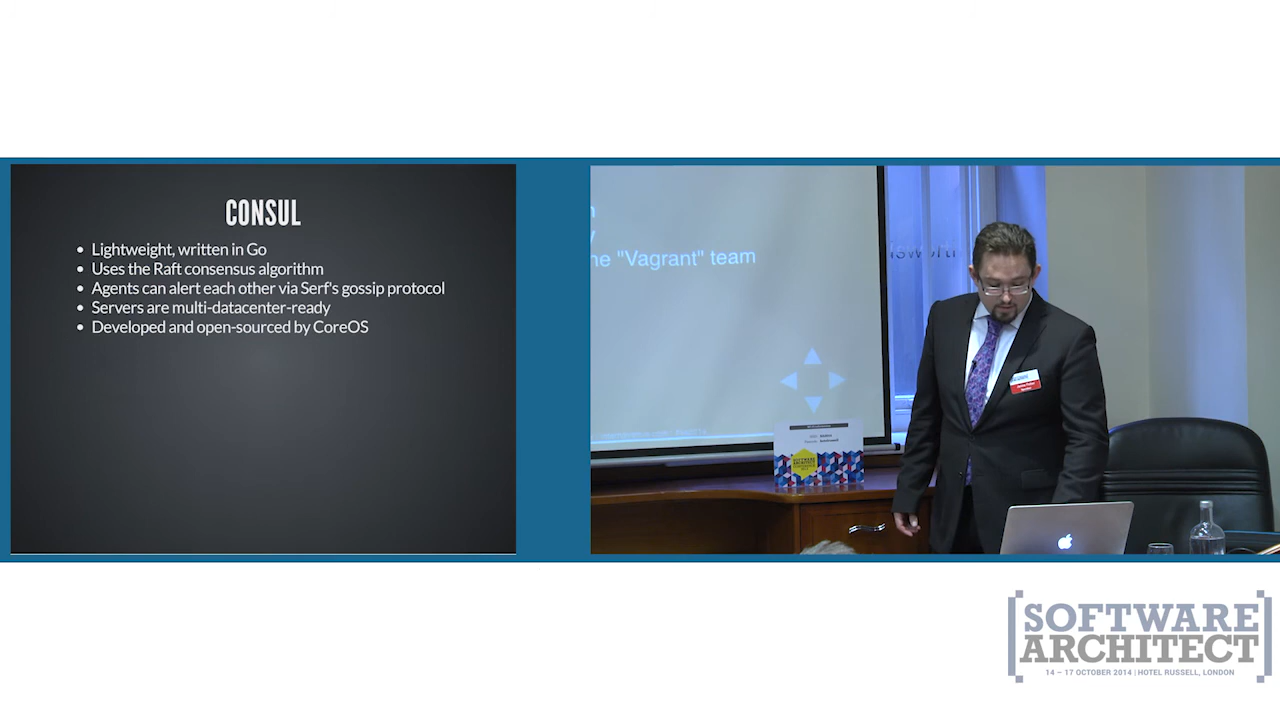 CONSUL
• Lightweight, written in Go
• Uses the Raft consensus algorithm
• Agents can alert each other via Serf's gossip protocol
• Servers are multi-datacenter-ready
• Developed and open-sourced by CoreOS
"Vagrant" team
SOFTWARE
ARCHITECT
[SOFTWARE
ARCHITECT]
14 – 17 OCTOBER 2014 | HOTEL RUSSELL, LONDON